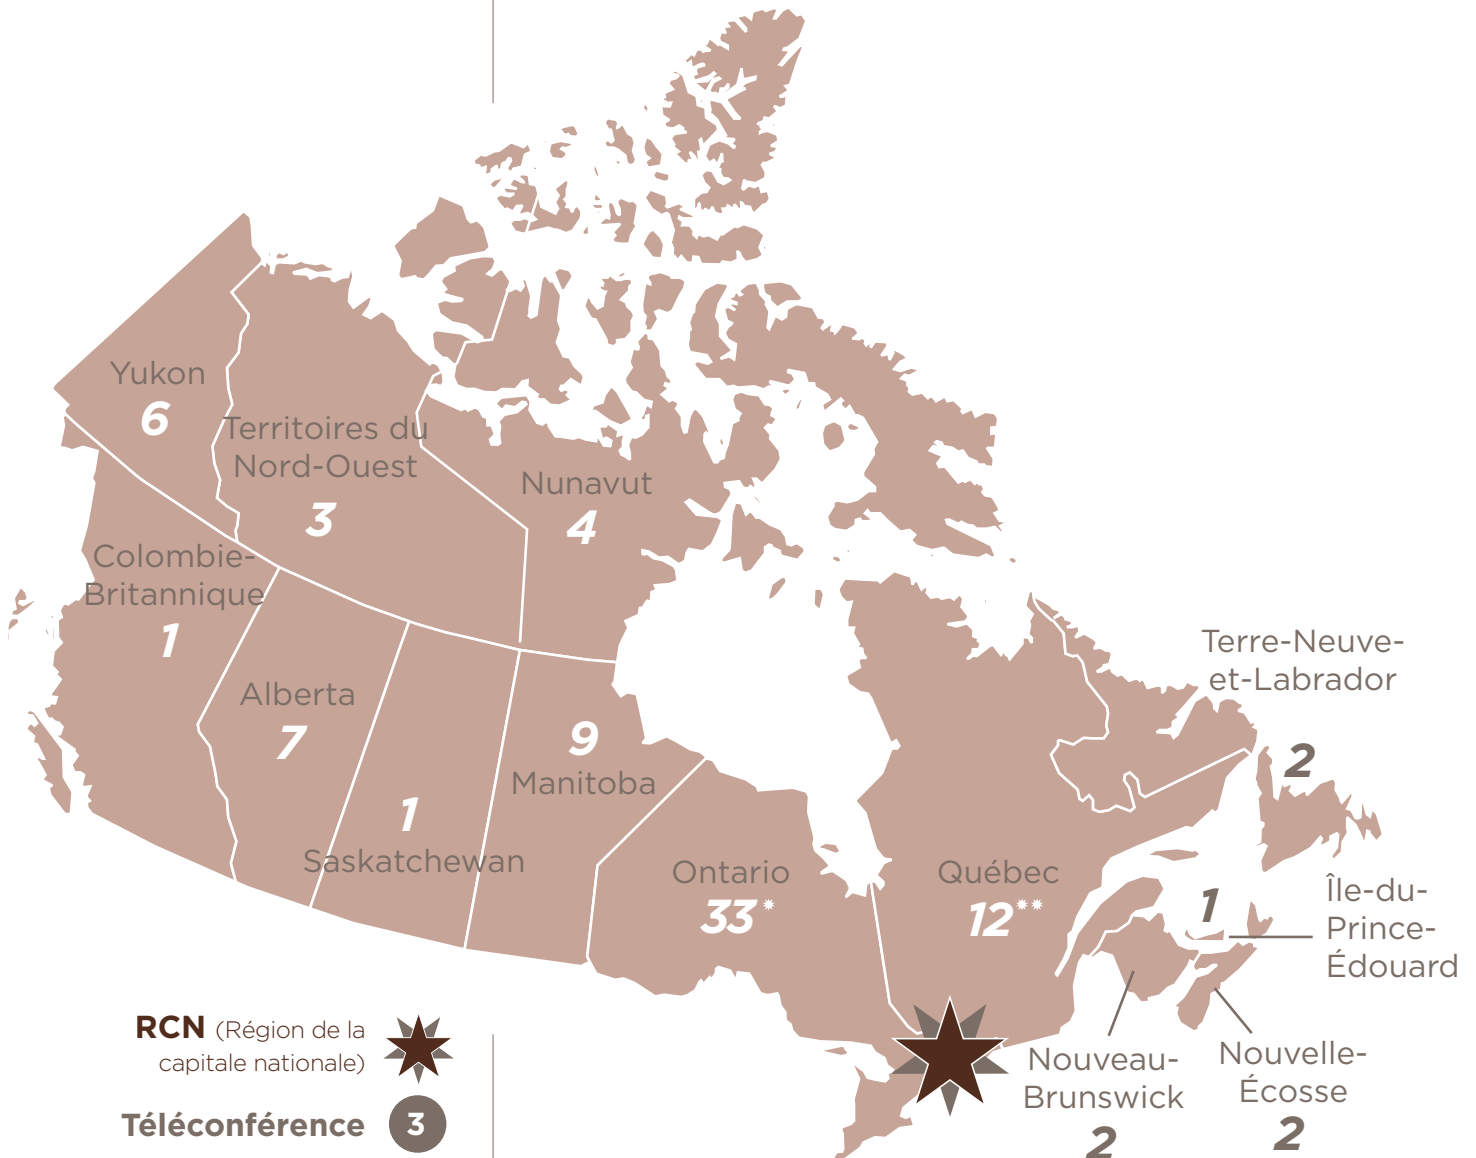 Yukon
6
Territoires du
Nord-Ouest
3
Nunavut
4
Colombie-
Britannique
1
Alberta
7
1
Saskatchewan
9
Manitoba
Ontario
33*
Québec
12**
Terre-Neuve-
et-Labrador
2
1
Île-du-
Prince-
Édouard
Nouveau-
Brunswick
2
Nouvelle-
Écosse
2
RCN (Région de la
capitale nationale)
Téléconférence 3